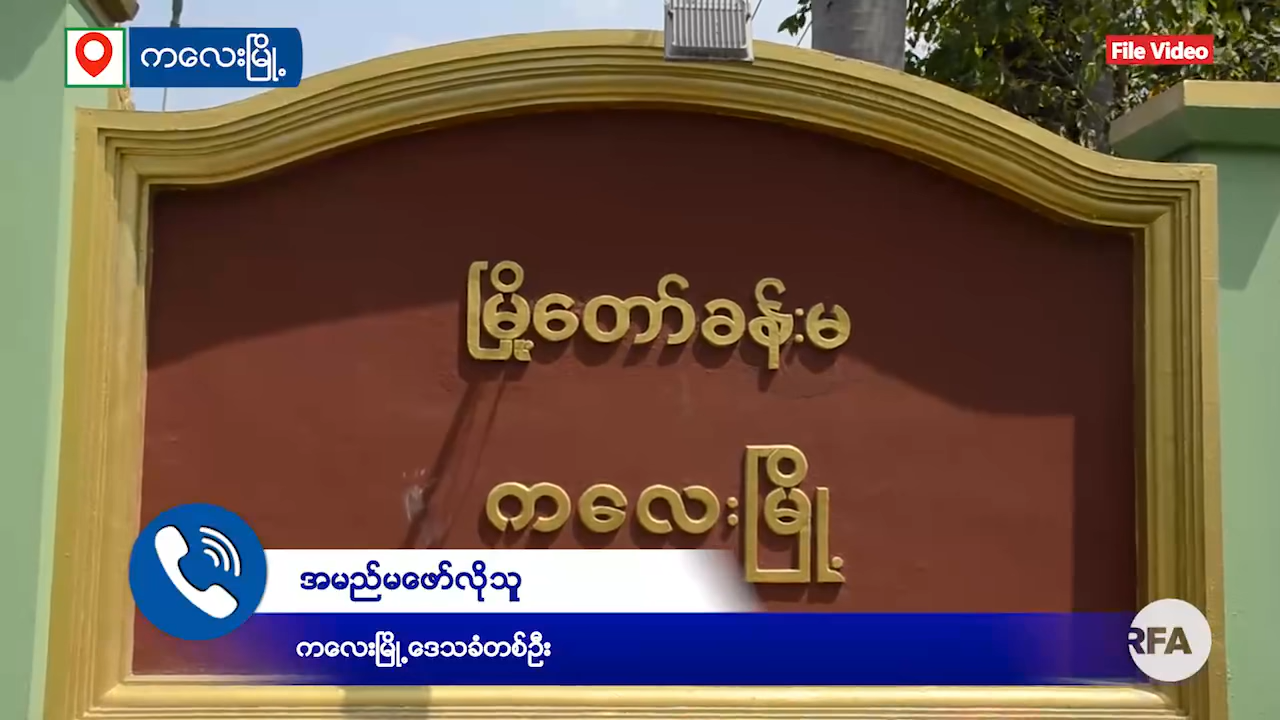 ကလေးမြို့
File Video
မြို့တော်ခန်းမ
ကလေးမြို့
အမည်မဖော်လိုသူ
ကလေးမြို့ဒေသခံတစ်ဦး
RFA